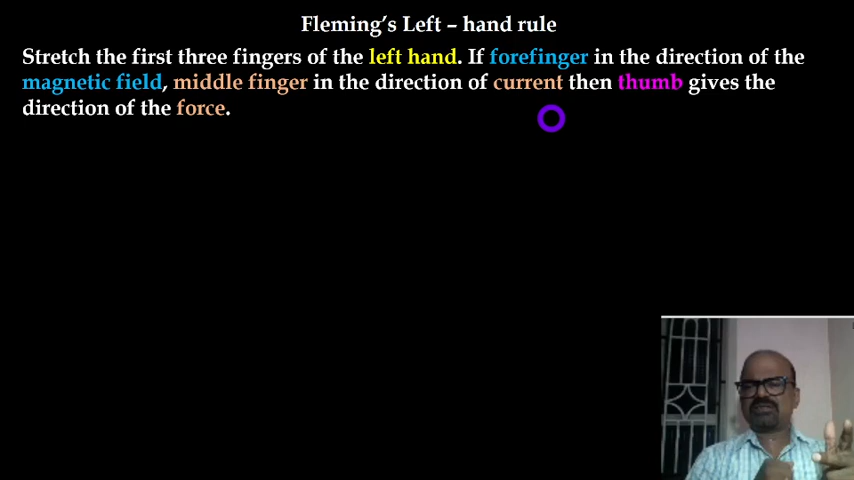 Fleming's Left – hand rule
Stretch the first three fingers of the left hand. If forefinger in the direction of the
magnetic field, middle finger in the direction of current then thumb gives the
direction of the force.